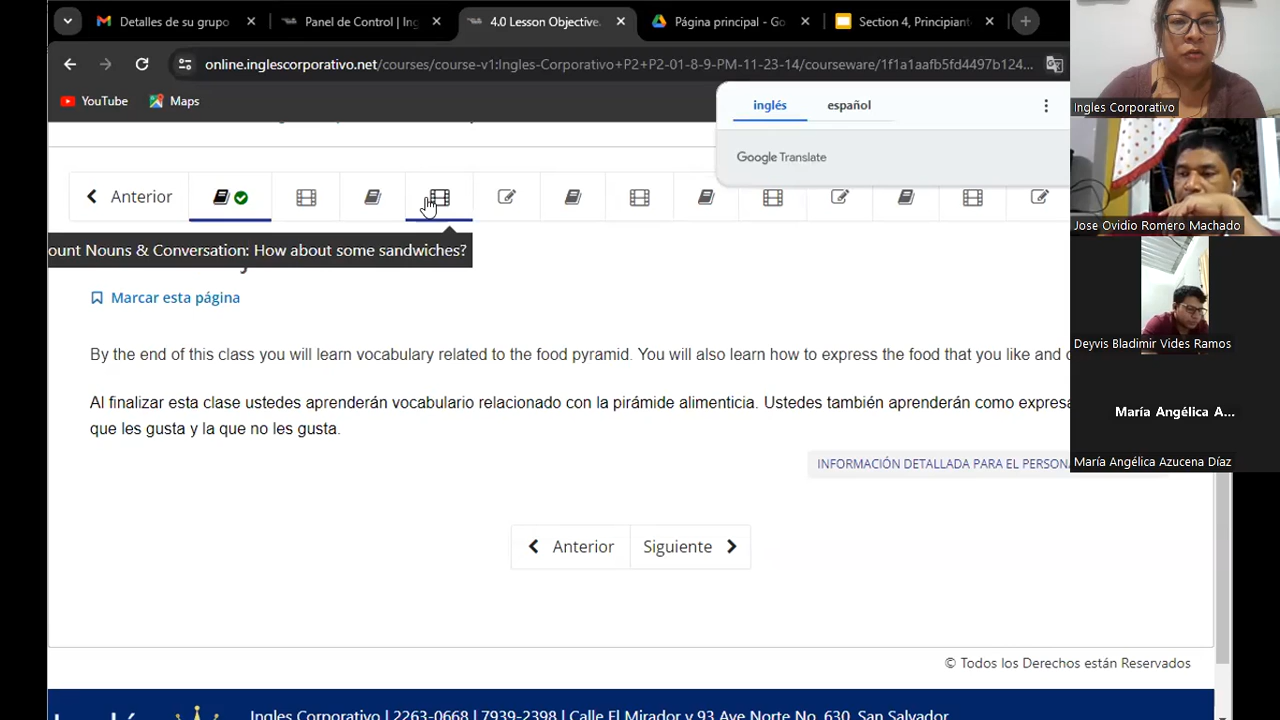 Detalles de su grupo
Panel de Control | Ing
4.0 Lesson Objective.
Página principal - Go
Section 4, Principiant
online.inglescorporativo.net/courses/course-v1:Ingles-Corporativo+P2+P2-01-8-9-PM-11-23-14/courseware/1f1a1aafb5fd4497b124...
YouTube
Maps
inglés
español
Google Translate
Ingles Corporativo
Jose Ovidio Romero Machado
Deyvis Bladimir Vides Ramos
María Angélica A...
María Angélica Azucena Díaz
Anterior
ount Nouns & Conversation: How about some sandwiches?
Marcar esta página
By the end of this class you will learn vocabulary related to the food pyramid. You will also learn how to express the food that you like and
Al finalizar esta clase ustedes aprenderán vocabulario relacionado con la pirámide alimenticia. Ustedes también aprenderán como expresa
que les gusta y la que no les gusta.
INFORMACIÓN DETALLADA PARA EL PERSONA
Anterior
Siguiente
© Todos los Derechos están Reservados
Ingles Corporativo | 2263-0668 | 7939-2398 | Calle El Mirador y 93 Ave Norte No. 630, San Salvador